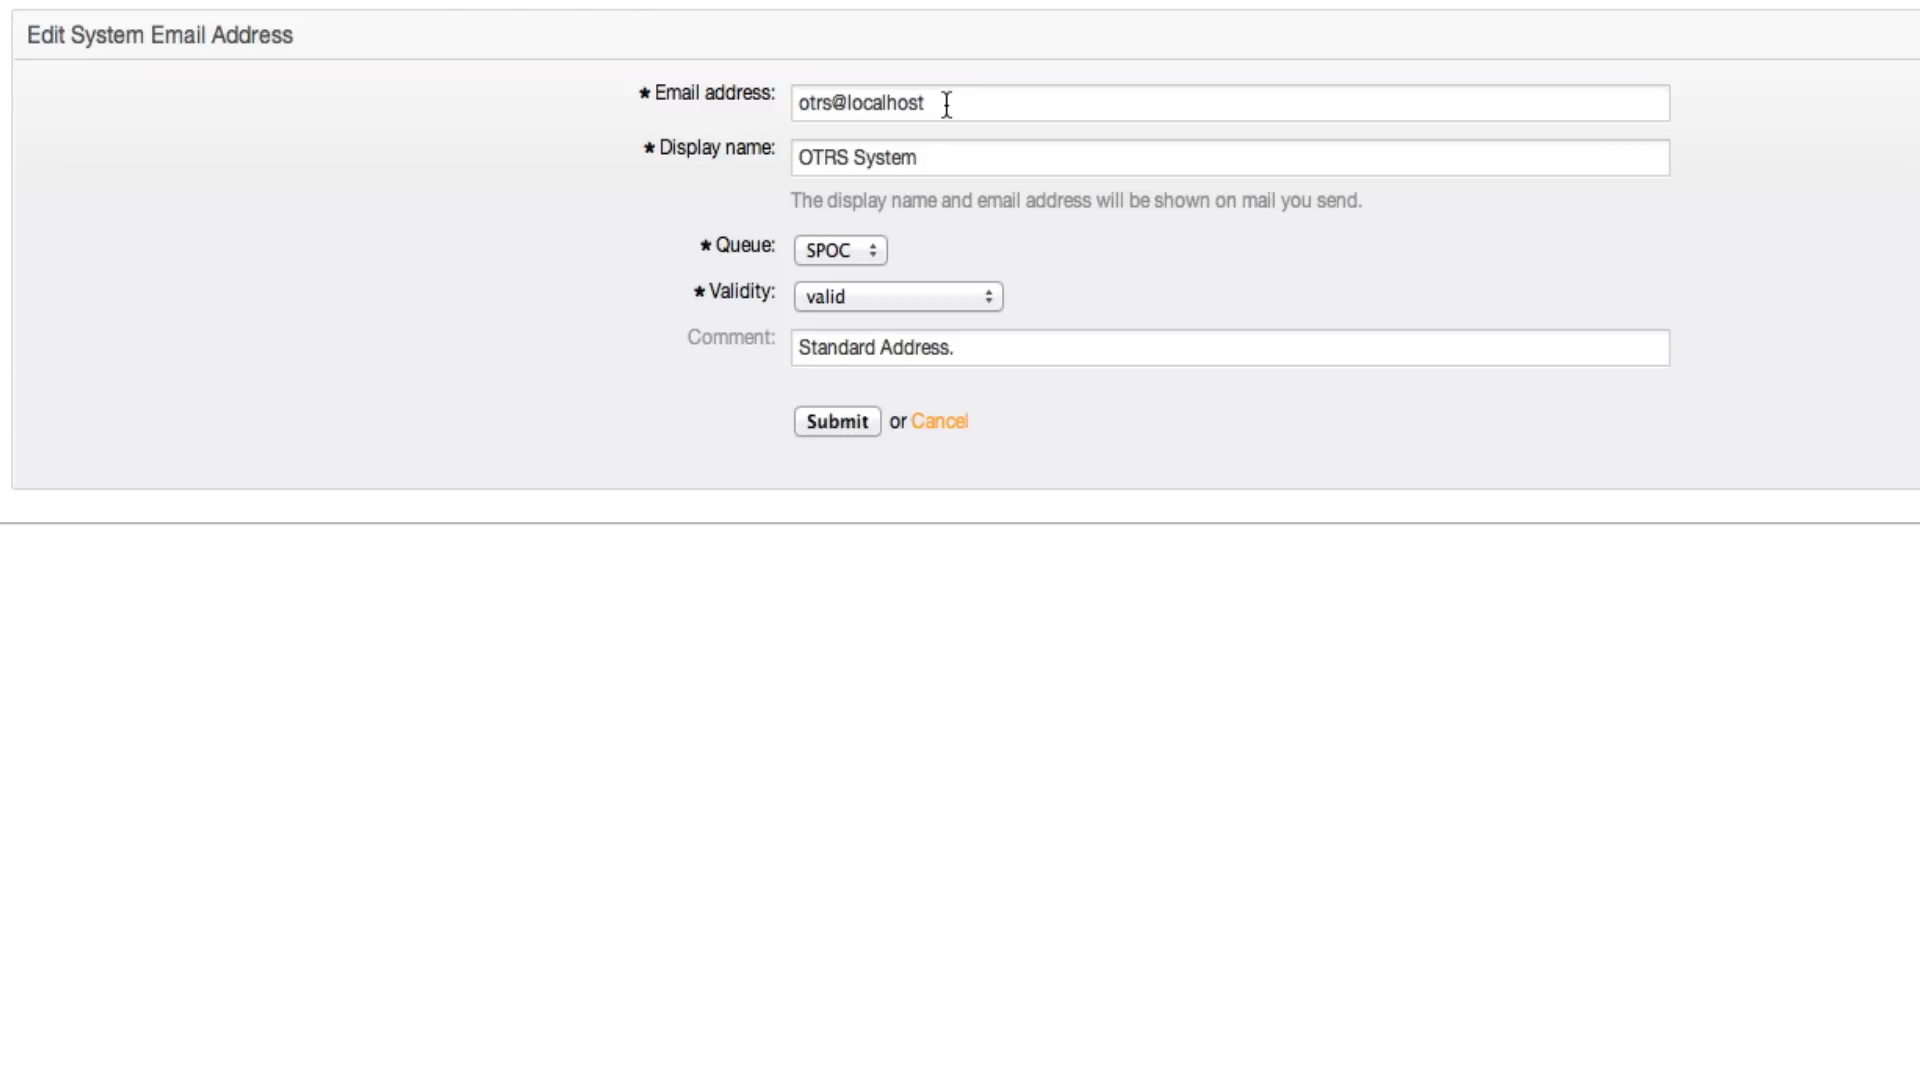 Edit System Email Address
★ Email address: otrs@localhost
★ Display name: OTRS System
The display name and email address will be shown on mail you send.
★ Queue: SPOC
★ Validity: valid
Comment: Standard Address.
Submit or Cancel